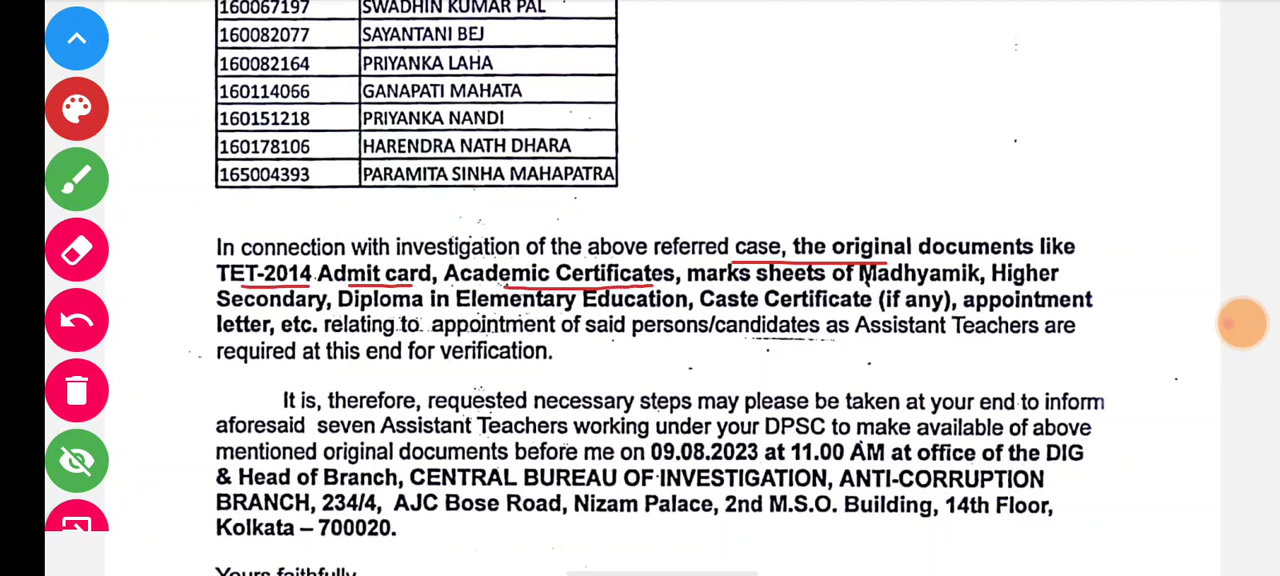 160067197 SWADHIN KUMAR PAL
160082077 SAYANTANI BEJ
160082164 PRIYANKA LAHA
160114066 GANAPATI MAHATA
160151218 PRIYANKA NANDI
160178106 HARENDRA NATH DHARA
165004393 PARAMITA SINHA MAHAPATRA
In connection with investigation of the above referred case, the original documents like
TET-2014 Admit card, Academic Certificates, marks sheets of Madhyamik, Higher
Secondary, Diploma in Elementary Education, Caste Certificate (if any), appointment
letter, etc. relating to appointment of said persons/candidates as Assistant Teachers are
required at this end for verification.
It is, therefore, requested necessary steps may please be taken at your end to inform
aforesaid seven Assistant Teachers working under your DPSC to make available of above
mentioned original documents before me on 09.08.2023 at 11.00 AM at office of the DIG
& Head of Branch, CENTRAL BUREAU OF INVESTIGATION, ANTI-CORRUPTION
BRANCH, 234/4, AJC Bose Road, Nizam Palace, 2nd M.S.O. Building, 14th Floor,
Kolkata – 700020.
Yours faithfully